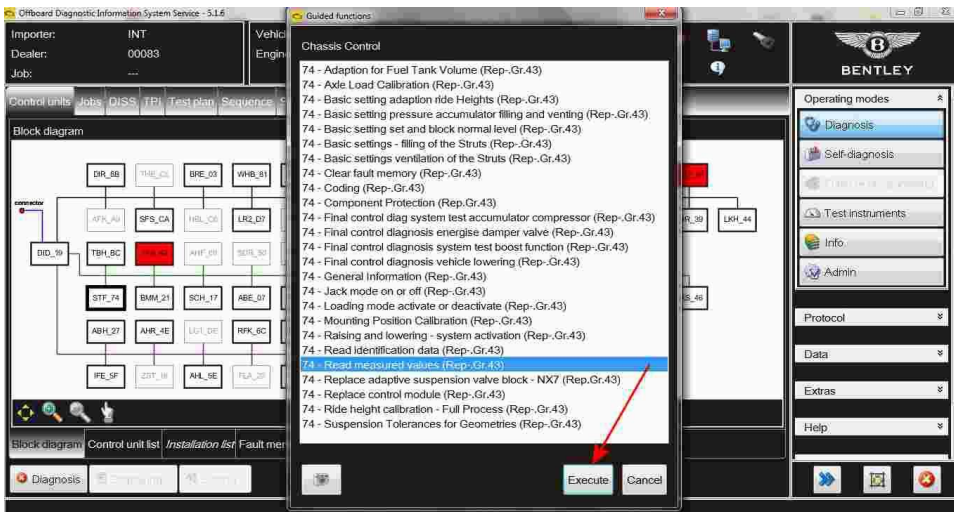 Offboard Diagnostic Information System Service - 5.1.6
Importer: INT
Dealer: 00083
Job: ---
Vehic
Engin
Control units Jobs DISS TPI Test plan Sequence
Block diagram
DIR_8B
BRE_03
WHB_81
connector
SFS_CA
LR2_D7
R_39
LKH_44
DID_19
TBH_BC
STF_74
BMM_21
SCH_17
ABE_07
S_46
ABH_27
AHR_4E
RFK_6C
IFE_5F
AHL_5E
Block diagram Control unit list Installation list Fault mer
Diagnosis
Guided functions
Chassis Control
74 - Adaption for Fuel Tank Volume (Rep-.Gr.43)
74 - Axle Load Calibration (Rep-.Gr.43)
74 - Basic setting adaption ride Heights (Rep-.Gr.43)
74 - Basic setting pressure accumulator filling and venting (Rep-.Gr.43)
74 - Basic setting set and block normal level (Rep-.Gr.43)
74 - Basic settings - filling of the Struts (Rep-.Gr.43)
74 - Basic settings ventilation of the Struts (Rep-.Gr.43)
74 - Clear fault memory (Rep-.Gr.43)
74 - Coding (Rep-.Gr.43)
74 - Component Protection (Rep.Gr.43)
74 - Final control diag system test accumulator compressor (Rep-.Gr.43)
74 - Final control diagnosis energise damper valve (Rep-.Gr.43)
74 - Final control diagnosis system test boost function (Rep-.Gr.43)
74 - Final control diagnosis vehicle lowering (Rep-.Gr.43)
74 - General Information (Rep-.Gr.43)
74 - Jack mode on or off (Rep-.Gr.43)
74 - Loading mode activate or deactivate (Rep-.Gr.43)
74 - Mounting Position Calibration (Rep-.Gr.43)
74 - Raising and lowering - system activation (Rep-.Gr.43)
74 - Read identification data (Rep-.Gr.43)
74 - Read measured values (Rep-.Gr.43)
74 - Replace adaptive suspension valve block - NX7 (Rep.Gr.43)
74 - Replace control module (Rep-.Gr.43)
74 - Ride height calibration - Full Process (Rep-.Gr.43)
74 - Suspension Tolerances for Geometries (Rep-.Gr.43)
Execute
Cancel
B
BENTLEY
Operating modes
Diagnosis
Self-diagnosis
Test instruments
Info
Admin
Protocol
Data
Extras
Help